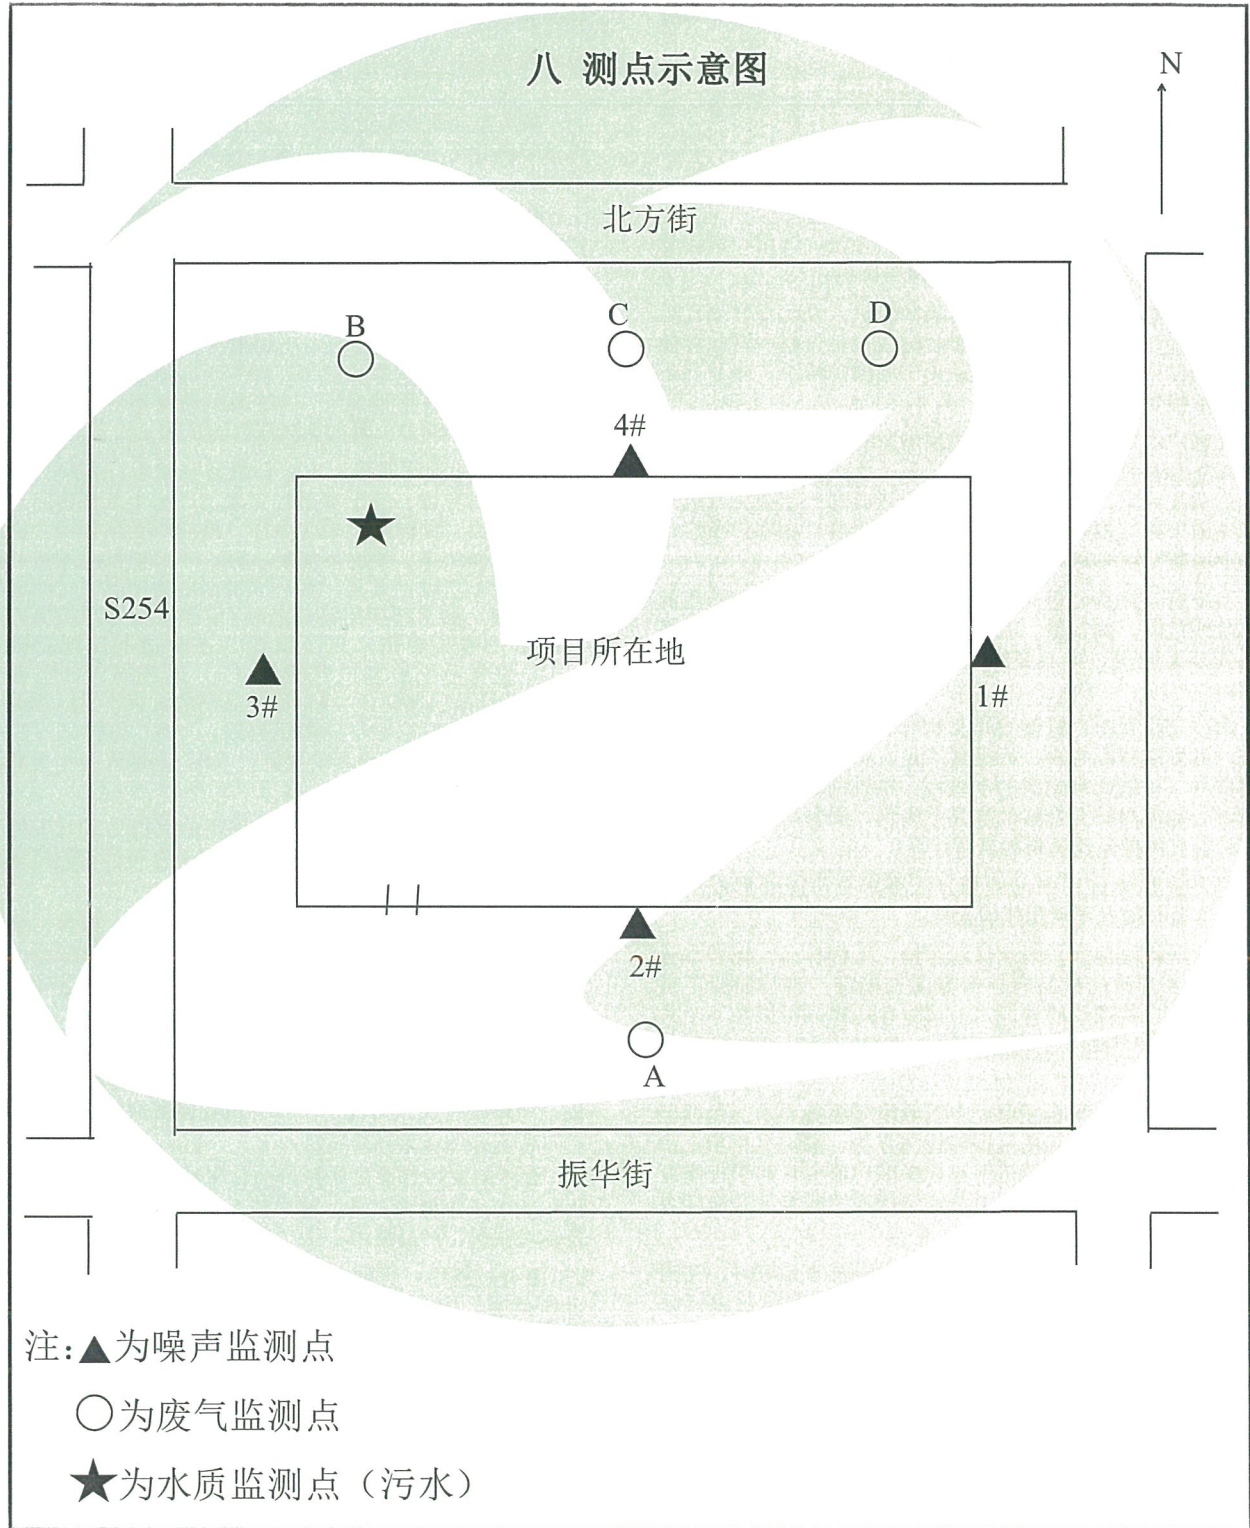 八 测点示意图
N
北方街
B
C
D
4#
S254
项目所在地
3#
1#
2#
A
振华街
注:▲为噪声监测点
○为废气监测点
★为水质监测点（污水）